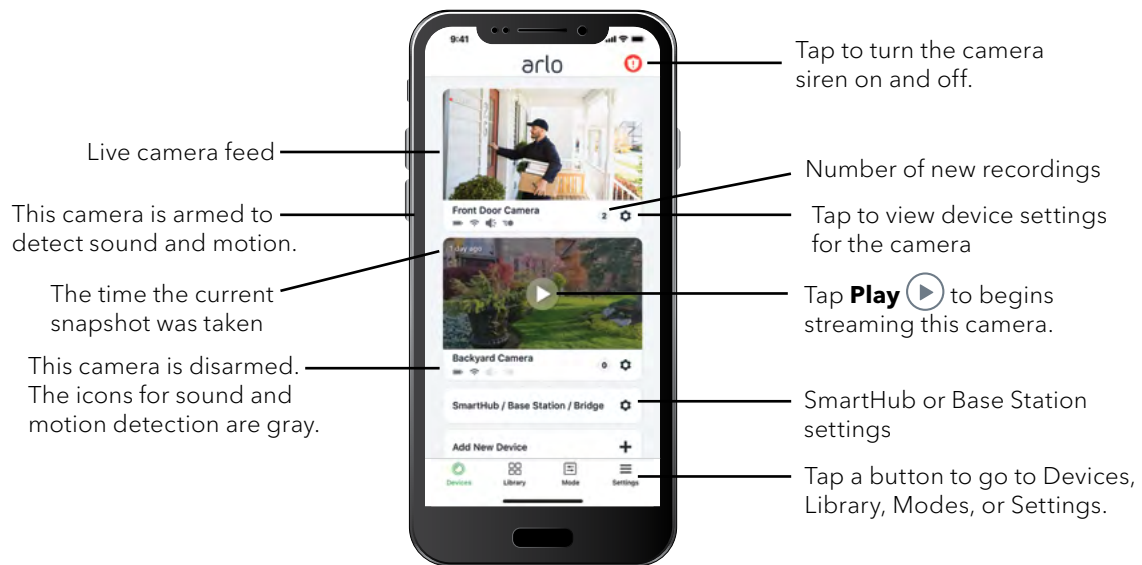 9:41
arlo
Tap to turn the camera
siren on and off.
Live camera feed
Number of new recordings
Front Door Camera
2
This camera is armed to
detect sound and motion.
Tap to view device settings
for the camera
1 day ago
The time the current
snapshot was taken
Tap Play to begins
streaming this camera.
Backyard Camera
0
This camera is disarmed.
The icons for sound and
motion detection are gray.
SmartHub / Base Station / Bridge
SmartHub or Base Station
settings
Add New Device
Devices Library Mode Settings
Tap a button to go to Devices,
Library, Modes, or Settings.